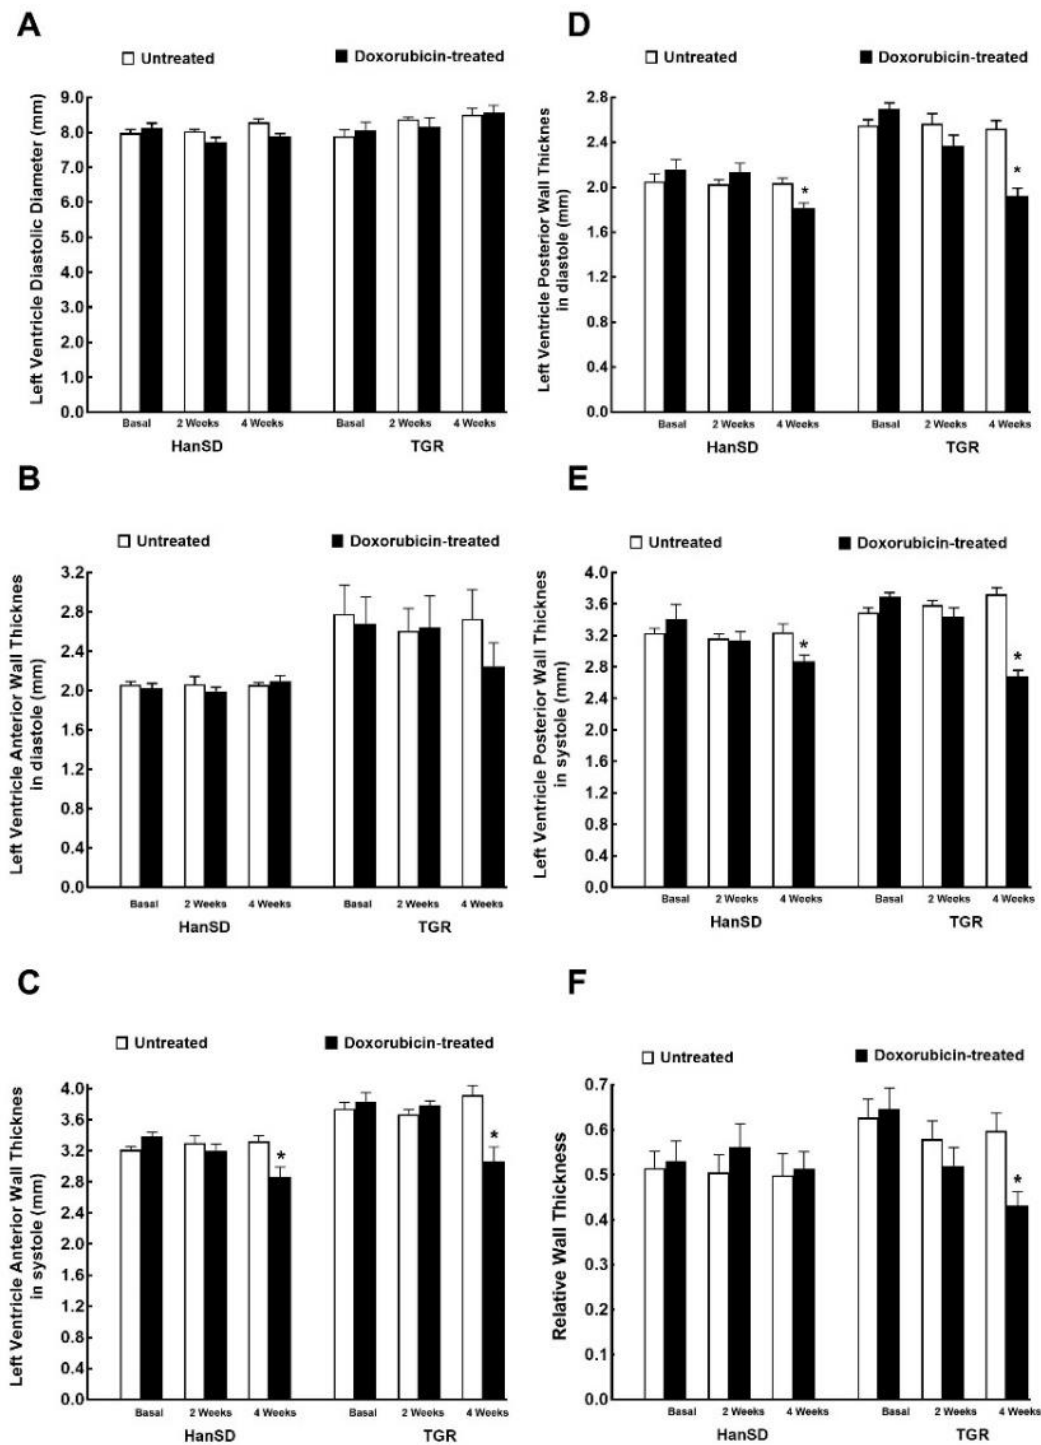 A
Untreated
Doxorubicin-treated
Left Ventricle Diastolic Diameter (mm)
9.0
8.0
7.0
6.0
5.0
4.0
3.0
2.0
1.0
0.0
Basal 2 Weeks 4 Weeks Basal 2 Weeks 4 Weeks
HanSD TGR
B
Untreated
Doxorubicin-treated
Left Ventricle Anterior Wall Thicknes
in diastole (mm)
3.2
2.8
2.4
2.0
1.6
1.2
0.8
0.4
0.0
Basal 2 Weeks 4 Weeks Basal 2 Weeks 4 Weeks
HanSD TGR
C
Untreated
Doxorubicin-treated
Left Ventricle Anterior Wall Thicknes
in systole (mm)
4.0
3.6
3.2
2.8
2.4
2.0
1.6
1.2
0.8
0.4
0.0
* *
Basal 2 Weeks 4 Weeks Basal 2 Weeks 4 Weeks
HanSD TGR
D
Untreated
Doxorubicin-treated
Left Ventricle Posterior Wall Thicknes
in diastole (mm)
2.8
2.4
2.0
1.6
1.2
0.8
0.4
0.0
* *
Basal 2 Weeks 4 Weeks Basal 2 Weeks 4 Weeks
HanSD TGR
E
Untreated
Doxorubicin-treated
Left Ventricle Posterior Wall Thicknes
in systole (mm)
4.0
3.6
3.2
2.8
2.4
2.0
1.6
1.2
0.8
0.4
0.0
* *
Basal 2 Weeks 4 Weeks Basal 2 Weeks 4 Weeks
HanSD TGR
F
Untreated
Doxorubicin-treated
Relative Wall Thickness
0.7
0.6
0.5
0.4
0.3
0.2
0.1
0.0
*
Basal 2 Weeks 4 Weeks Basal 2 Weeks 4 Weeks
HanSD TGR